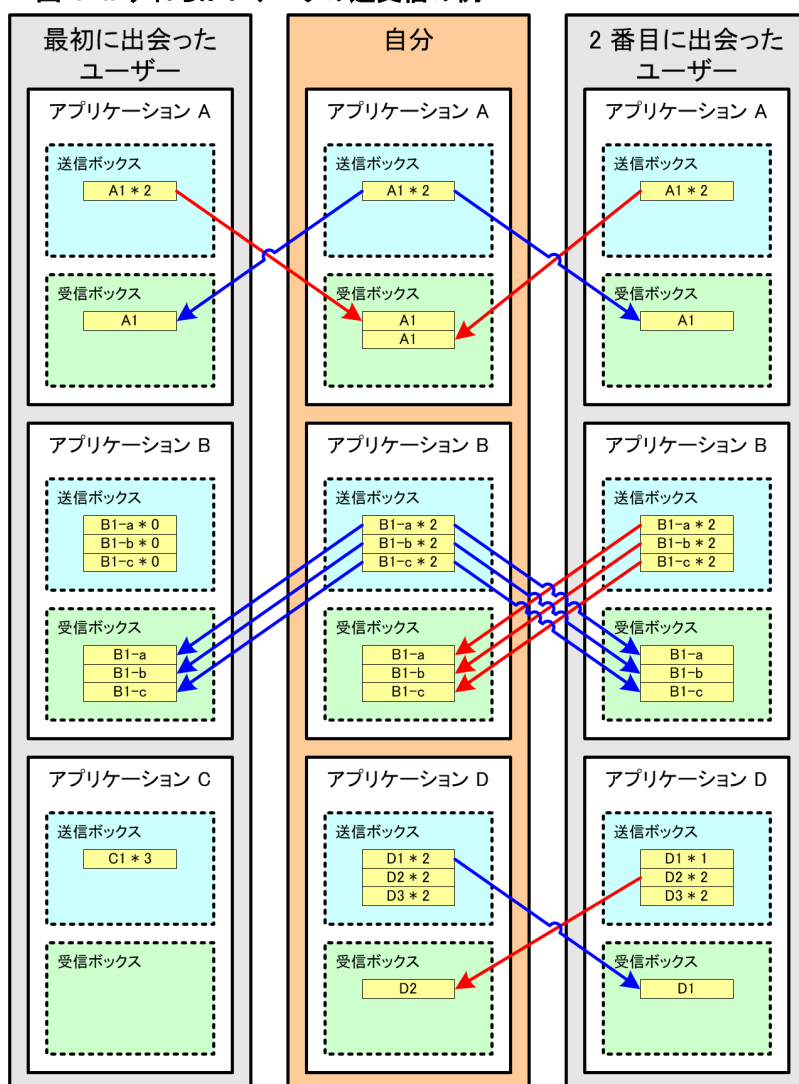 最初に出会った
ユーザー
アプリケーション A
送信ボックス
A1 * 2
受信ボックス
A1
アプリケーション B
送信ボックス
B1-a * 0
B1-b * 0
B1-c * 0
受信ボックス
B1-a
B1-b
B1-c
アプリケーション C
送信ボックス
C1 * 3
受信ボックス
自分
アプリケーション A
送信ボックス
A1 * 2
受信ボックス
A1
A1
アプリケーション B
送信ボックス
B1-a * 2
B1-b * 2
B1-c * 2
受信ボックス
B1-a
B1-b
B1-c
アプリケーション D
送信ボックス
D1 * 2
D2 * 2
D3 * 2
受信ボックス
D2
2 番目に出会った
ユーザー
アプリケーション A
送信ボックス
A1 * 2
受信ボックス
A1
アプリケーション B
送信ボックス
B1-a * 2
B1-b * 2
B1-c * 2
受信ボックス
B1-a
B1-b
B1-c
アプリケーション D
送信ボックス
D1 * 1
D2 * 2
D3 * 2
受信ボックス
D1